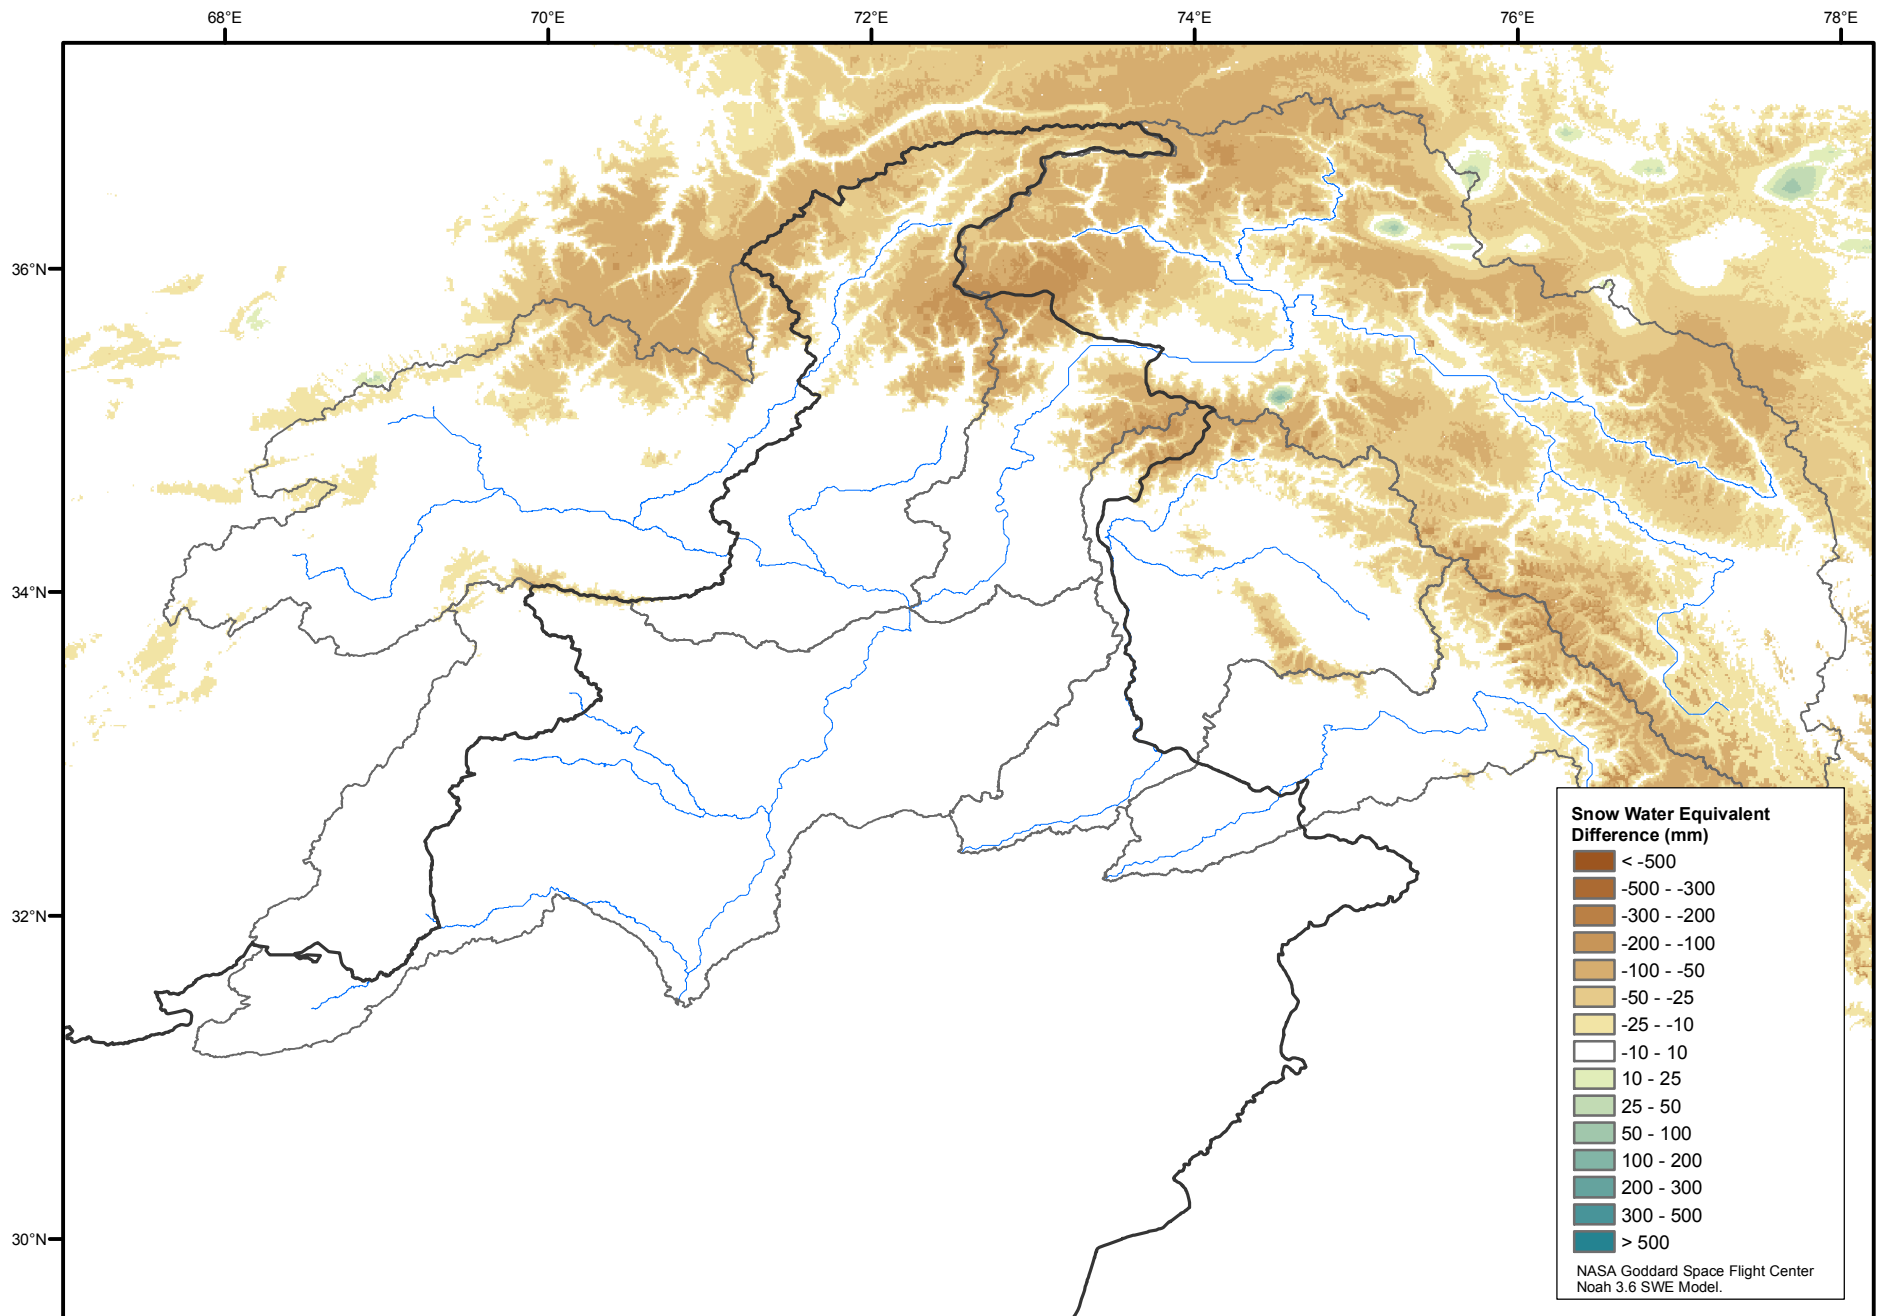 68°E 70°E 72°E 74°E 76°E 78°E
36°N
34°N
32°N
30°N
Snow Water Equivalent
Difference (mm)
< -500
-500 - -300
-300 - -200
-200 - -100
-100 - -50
-50 - -25
-25 - -10
-10 - 10
10 - 25
25 - 50
50 - 100
100 - 200
200 - 300
300 - 500
> 500
NASA Goddard Space Flight Center
Noah 3.6 SWE Model.